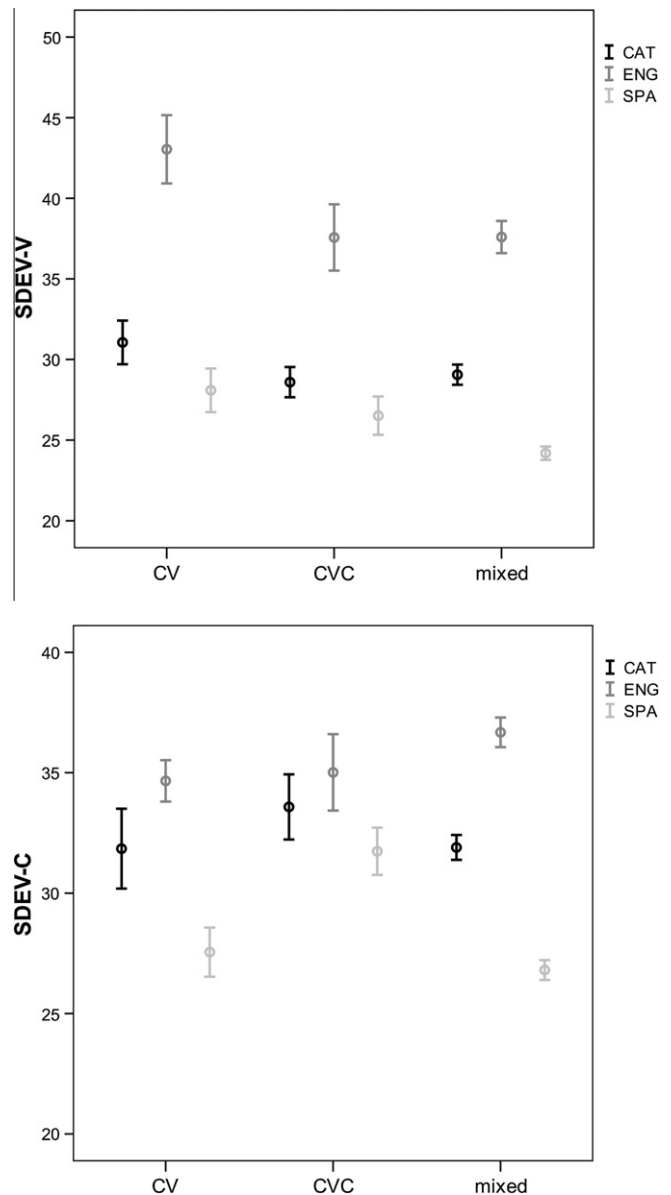 50
CAT
ENG
SPA
45
40
SDEV-V
35
30
25
20
CV CVC mixed
40
CAT
ENG
SPA
35
SDEV-C
30
25
20
CV CVC mixed